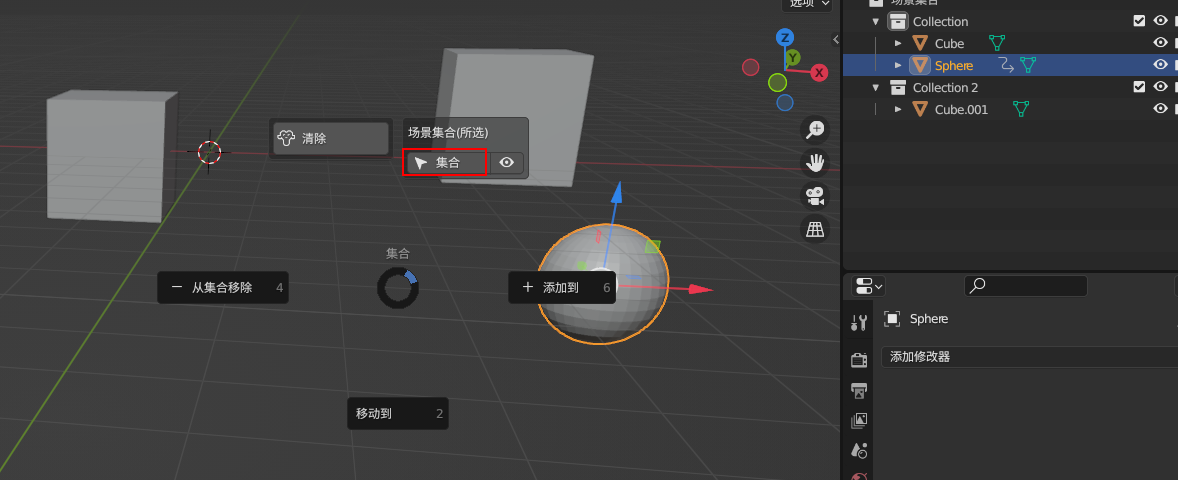 选项
场景集合
Collection
Cube
Sphere
Collection 2
Cube.001
Z
Y
X
清除
场景集合(所选)
集合
集合
从集合移除 4
添加到 6
移动到 2
Sphere
添加修改器